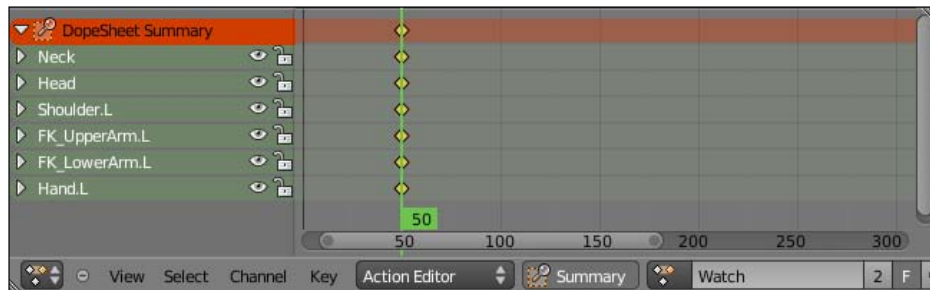 DopeSheet Summary
Neck
Head
Shoulder.L
FK_UpperArm.L
FK_LowerArm.L
Hand.L
50
50 100 150 200 250 300
View Select Channel Key Action Editor Summary Watch 2 F